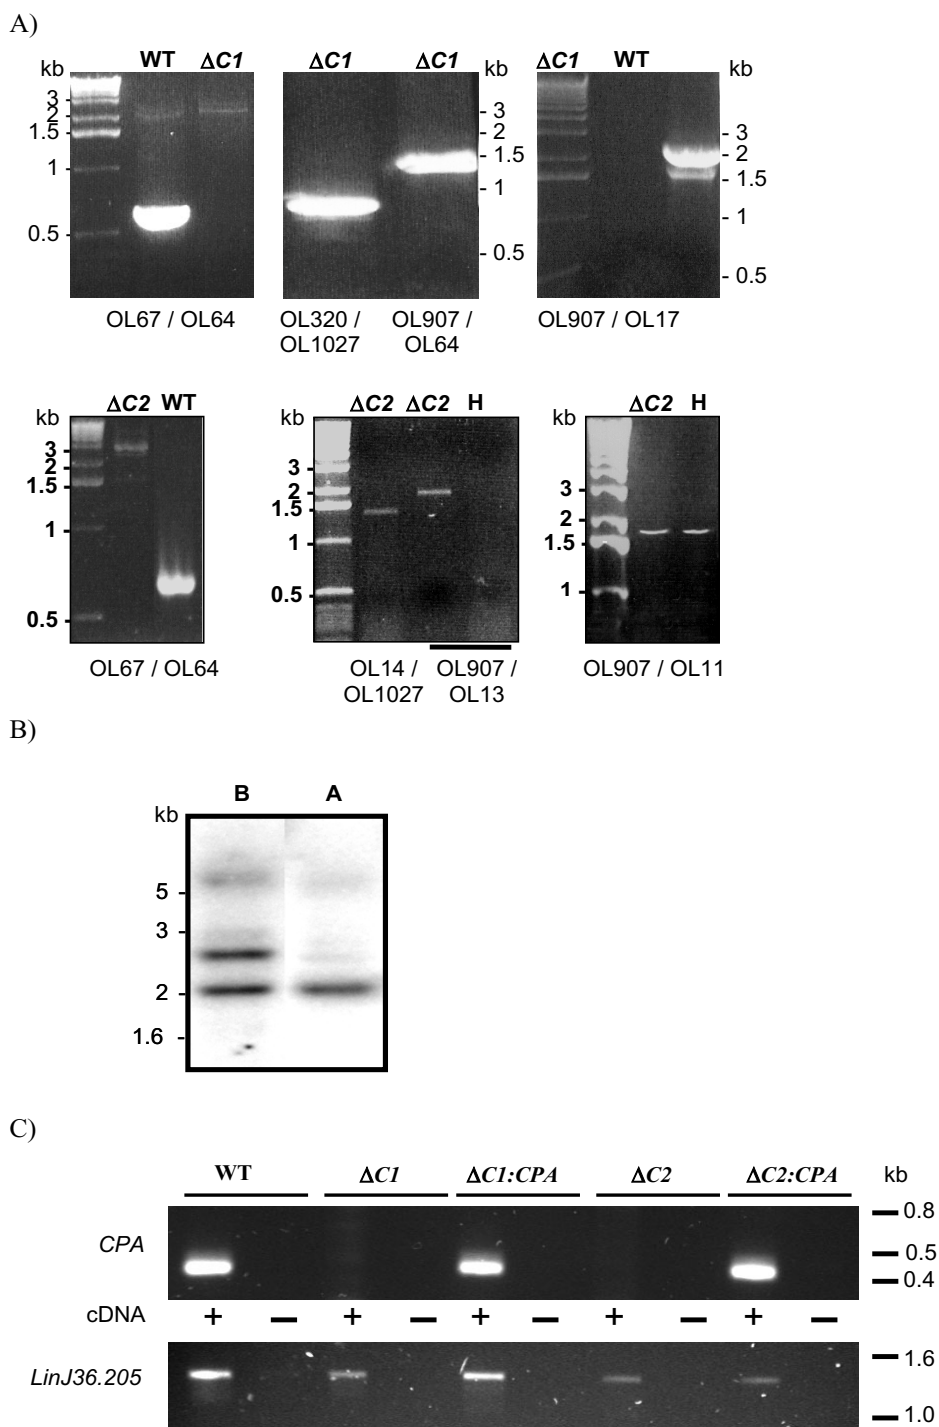 A)
WT ΔC1 ΔC1 ΔC1 ΔC1 WT
kb kb kb
3
2
1.5
1
0.5
- 3
- 2
- 1.5
- 1
- 0.5
- 3
- 2
- 1.5
- 1
- 0.5
OL67 / OL64
OL320 /
OL1027
OL907 /
OL64
OL907 / OL17
ΔC2 WT ΔC2 ΔC2 H ΔC2 H
kb kb kb
3 -
2 -
1.5 -
1 -
0.5 -
3 -
2 -
1.5 -
1 -
0.5 -
3 -
2 -
1.5 -
1 -
OL67 / OL64
OL14 /
OL1027
OL907 /
OL13
OL907 / OL11
B)
B A
kb
5 -
3 -
2 -
1.6 -
C)
WT ΔC1 ΔC1:CPA ΔC2 ΔC2:CPA kb
CPA
0.8
0.5
0.4
cDNA + − + − + − + − + −
LinJ36.205
1.6
1.0